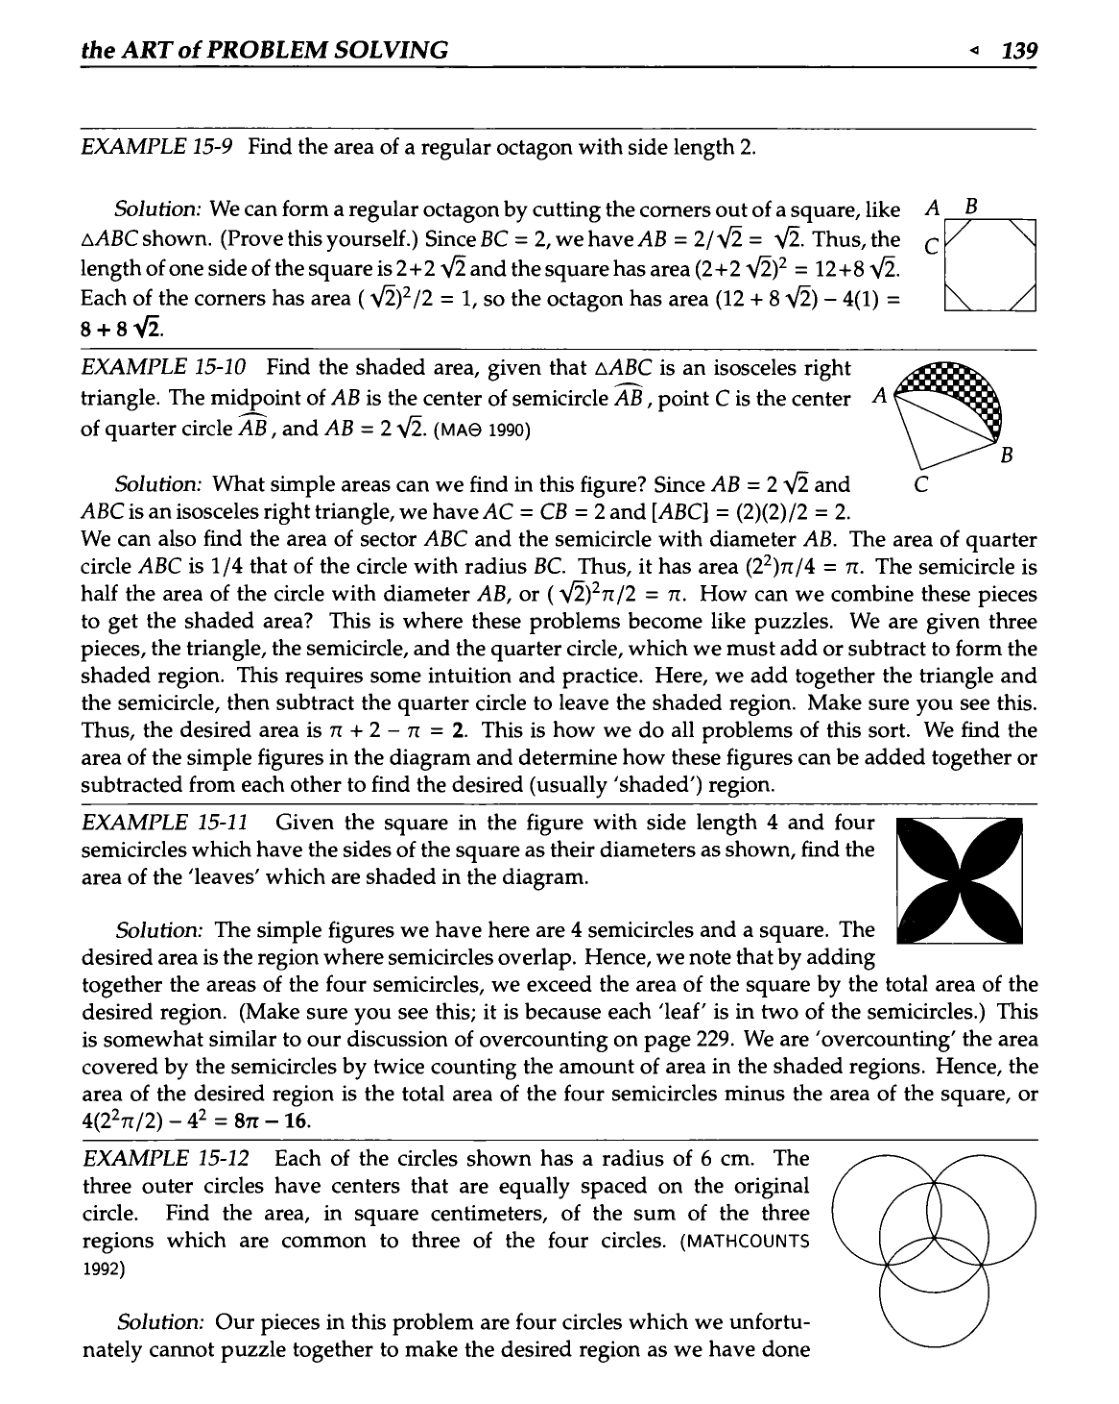 the ART of PROBLEM SOLVING ◃ 139
EXAMPLE 15-9 Find the area of a regular octagon with side length 2.
Solution: We can form a regular octagon by cutting the corners out of a square, like
△ABC shown. (Prove this yourself.) Since BC = 2, we have AB = 2/√2 = √2. Thus, the
length of one side of the square is 2+2√2 and the square has area (2+2√2)² = 12+8√2.
Each of the corners has area (√2)²/2 = 1, so the octagon has area (12 + 8√2) − 4(1) =
8 + 8√2.
A B
C
EXAMPLE 15-10 Find the shaded area, given that △ABC is an isosceles right
triangle. The midpoint of AB is the center of semicircle A͡B, point C is the center
of quarter circle A͡B, and AB = 2√2. (MAΘ 1990)
A
B
C
Solution: What simple areas can we find in this figure? Since AB = 2√2 and
ABC is an isosceles right triangle, we have AC = CB = 2 and [ABC] = (2)(2)/2 = 2.
We can also find the area of sector ABC and the semicircle with diameter AB. The area of quarter
circle ABC is 1/4 that of the circle with radius BC. Thus, it has area (2²)π/4 = π. The semicircle is
half the area of the circle with diameter AB, or (√2)²π/2 = π. How can we combine these pieces
to get the shaded area? This is where these problems become like puzzles. We are given three
pieces, the triangle, the semicircle, and the quarter circle, which we must add or subtract to form the
shaded region. This requires some intuition and practice. Here, we add together the triangle and
the semicircle, then subtract the quarter circle to leave the shaded region. Make sure you see this.
Thus, the desired area is π + 2 − π = 2. This is how we do all problems of this sort. We find the
area of the simple figures in the diagram and determine how these figures can be added together or
subtracted from each other to find the desired (usually 'shaded') region.
EXAMPLE 15-11 Given the square in the figure with side length 4 and four
semicircles which have the sides of the square as their diameters as shown, find the
area of the 'leaves' which are shaded in the diagram.
Solution: The simple figures we have here are 4 semicircles and a square. The
desired area is the region where semicircles overlap. Hence, we note that by adding
together the areas of the four semicircles, we exceed the area of the square by the total area of the
desired region. (Make sure you see this; it is because each 'leaf' is in two of the semicircles.) This
is somewhat similar to our discussion of overcounting on page 229. We are 'overcounting' the area
covered by the semicircles by twice counting the amount of area in the shaded regions. Hence, the
area of the desired region is the total area of the four semicircles minus the area of the square, or
4(2²π/2) − 4² = 8π − 16.
EXAMPLE 15-12 Each of the circles shown has a radius of 6 cm. The
three outer circles have centers that are equally spaced on the original
circle. Find the area, in square centimeters, of the sum of the three
regions which are common to three of the four circles. (MATHCOUNTS
1992)
Solution: Our pieces in this problem are four circles which we unfortu-
nately cannot puzzle together to make the desired region as we have done